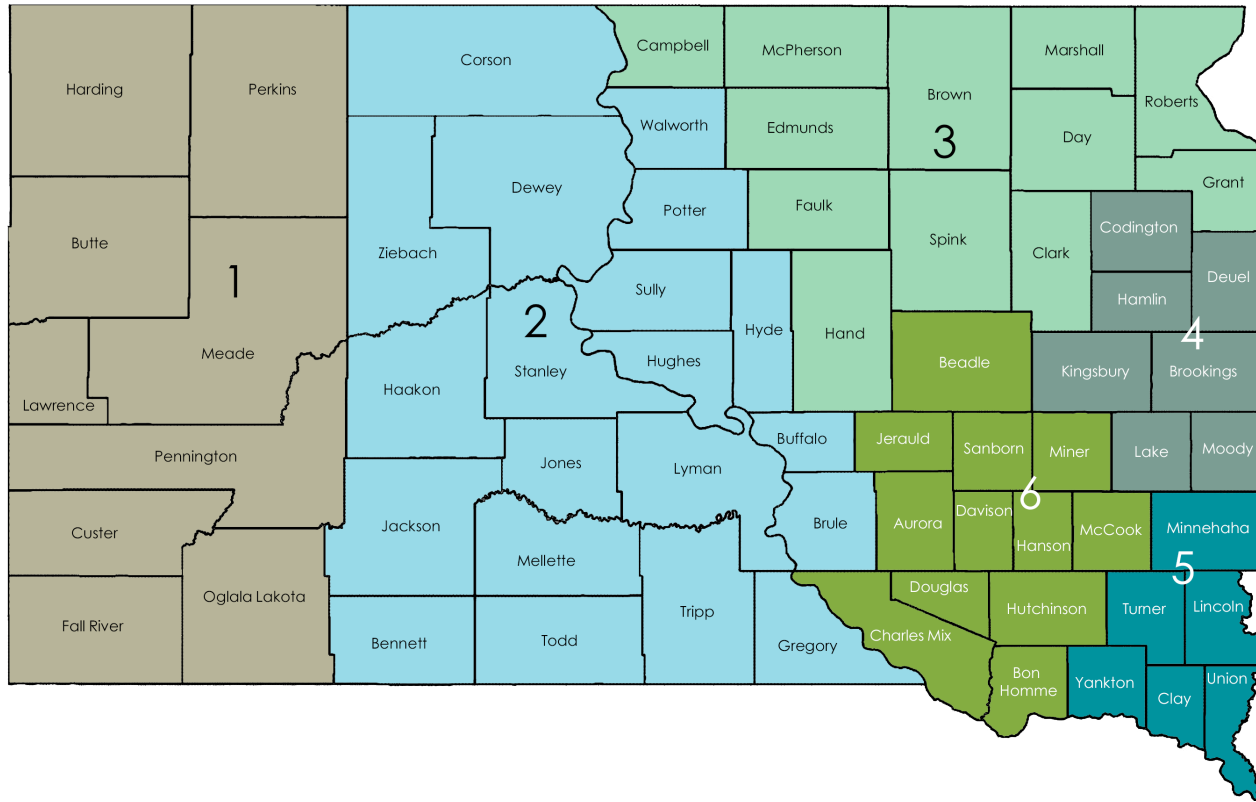 Campbell
McPherson
Marshall
Corson
Harding
Perkins
Brown
Roberts
Walworth
Edmunds
Day
3
Dewey
Grant
Potter
Faulk
Codington
Butte
Ziebach
Spink
Clark
1
Deuel
Sully
Hamlin
2
Hyde
Hand
4
Meade
Hughes
Beadle
Kingsbury
Brookings
Stanley
Haakon
Lawrence
Buffalo
Jerauld
Sanborn
Miner
Lake
Moody
Pennington
Jones
Lyman
6
Davison
Custer
Jackson
Brule
Aurora
McCook
Minnehaha
Hanson
Mellette
5
Oglala Lakota
Douglas
Hutchinson
Turner
Lincoln
Fall River
Tripp
Charles Mix
Bennett
Todd
Gregory
Bon
Homme
Yankton
Union
Clay